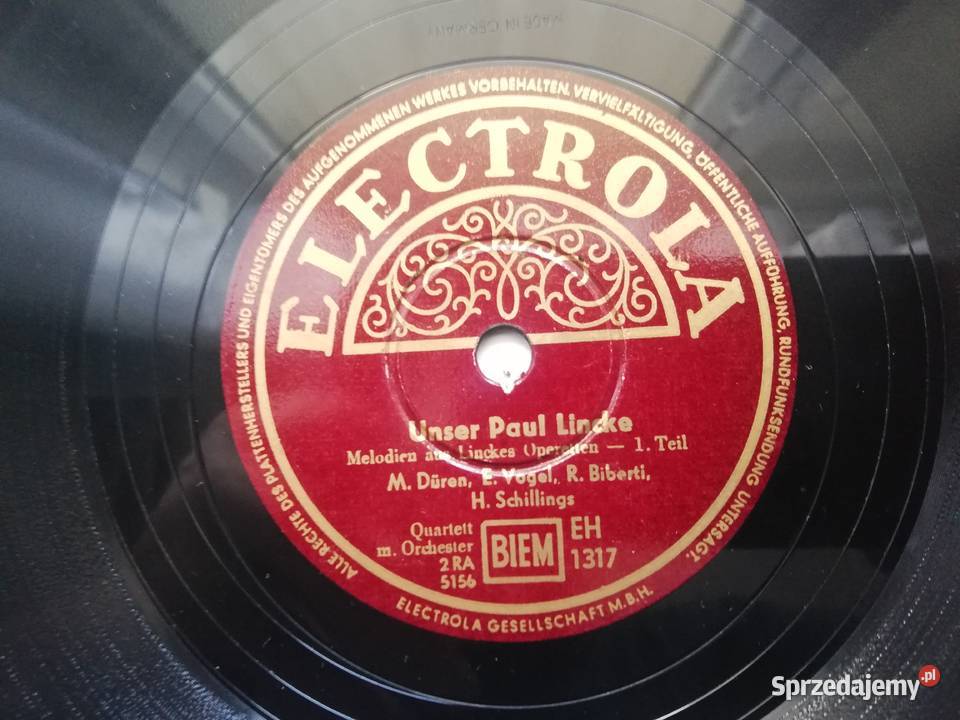 MADE IN GERMANY
ALLE RECHTE DES PLATTENHERSTELLERS UND EIGENTÜMERS DES AUFGENOMMENEN WERKES VORBEHALTEN. VERVIELFÄLTIGUNG, ÖFFENTLICHE AUFFÜHRUNG, RUNDFUNKSENDUNG UNTERSAGT.
ELECTROLA
Unser Paul Lincke
Melodien aus Linckes Operetten — 1. Teil
M. Düren, E. Vogel, R. Biberti,
H. Schillings
Quartett
m. Orchester
2 RA
5156
BIEM
EH
1317
ELECTROLA GESELLSCHAFT M.B.H.
Sprzedajemy.pl